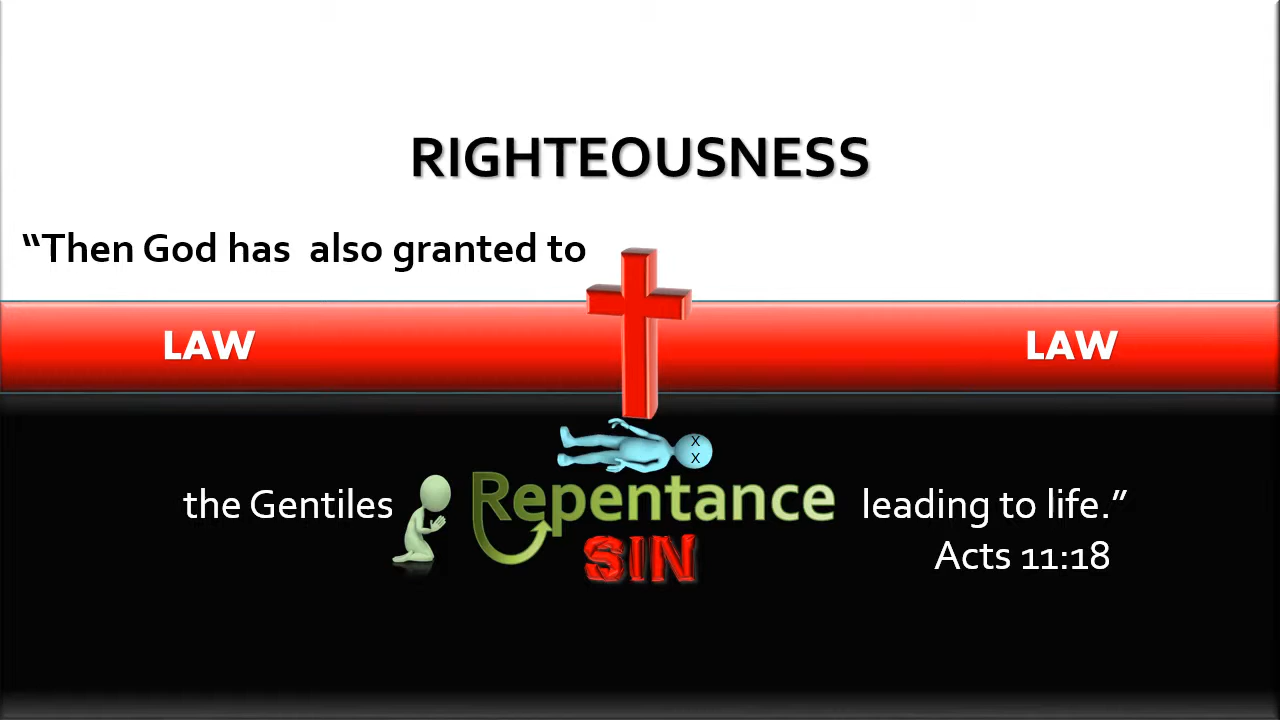 RIGHTEOUSNESS
“Then God has also granted to
LAW LAW
X
X
the Gentiles Repentance leading to life.”
SIN
Acts 11:18